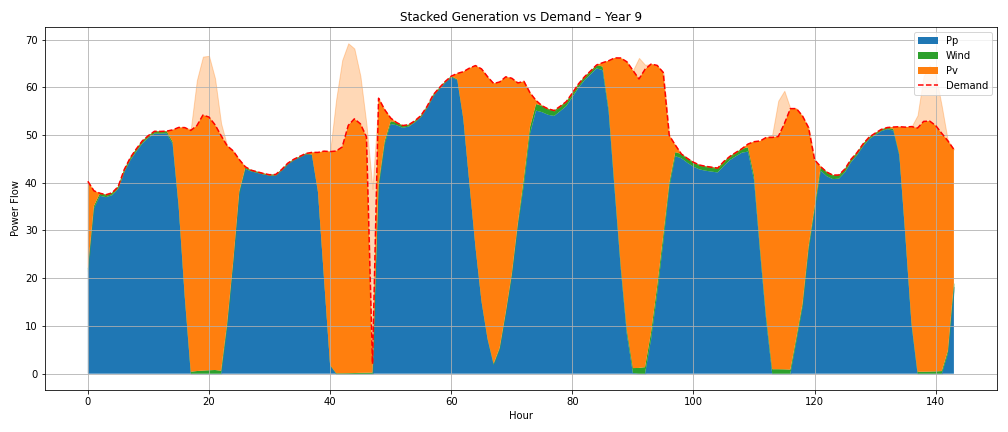 Stacked Generation vs Demand – Year 9
Pp
Wind
Pv
Demand
Power Flow
70
60
50
40
30
20
10
0
0 20 40 60 80 100 120 140
Hour